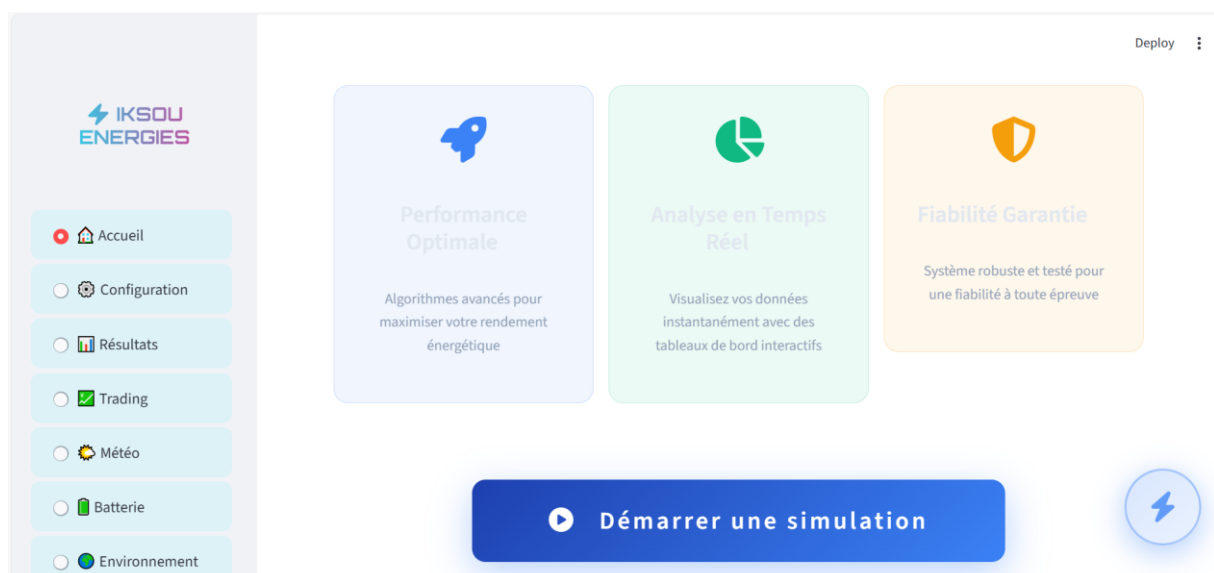 Deploy
IKSOU
ENERGIES
Accueil
Configuration
Résultats
Trading
Météo
Batterie
Environnement
Performance
Optimale
Algorithmes avancés pour
maximiser votre rendement
énergétique
Analyse en Temps
Réel
Visualisez vos données
instantanément avec des
tableaux de bord interactifs
Fiabilité Garantie
Système robuste et testé pour
une fiabilité à toute épreuve
Démarrer une simulation